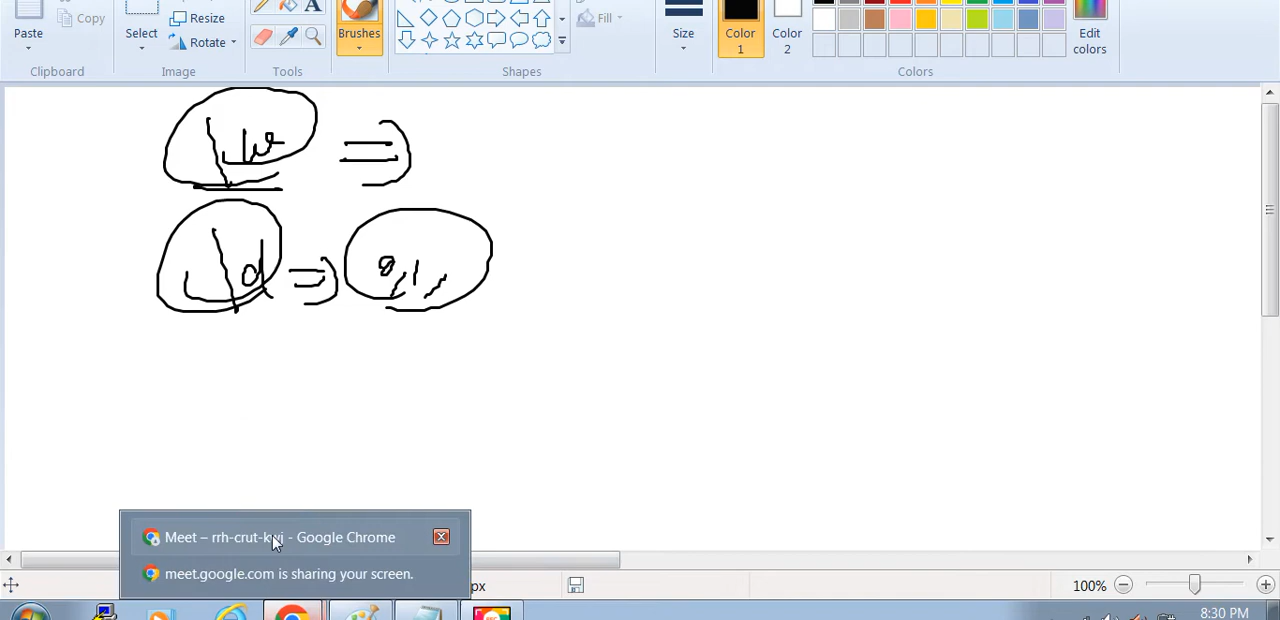 Paste
Select
Resize
Rotate
Copy
Brushes
Fill
Size
Color
1
Color
2
Edit
colors
Clipboard
Image
Tools
Shapes
Colors
Meet – rrh-crut- - Google Chrome
meet.google.com is sharing your screen.
px
100%
8:30 PM